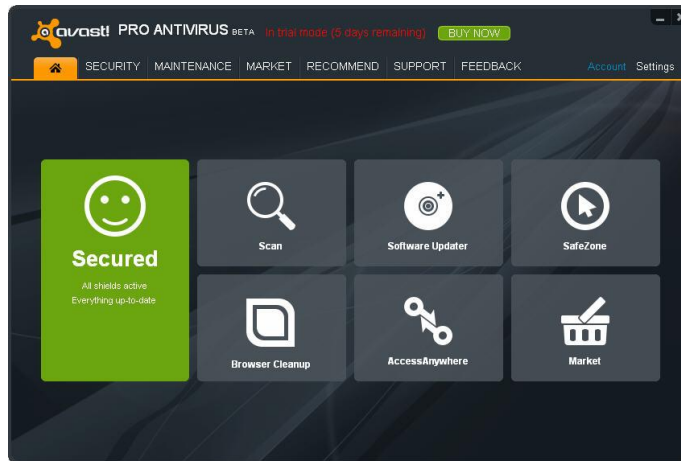 avast! PRO ANTIVIRUS BETA In trial mode (5 days remaining) BUY NOW
SECURITY MAINTENANCE MARKET RECOMMEND SUPPORT FEEDBACK Account Settings
Secured
All shields active
Everything up-to-date
Scan
Software Updater
SafeZone
Browser Cleanup
AccessAnywhere
Market